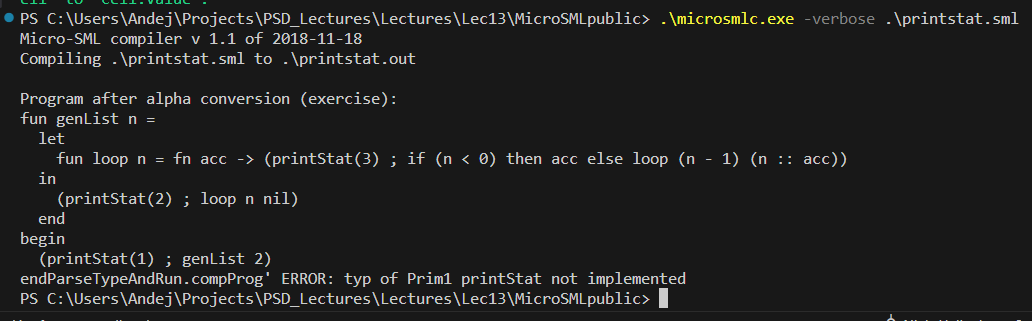 PS C:\Users\Andej\Projects\PSD_Lectures\Lectures\Lec13\MicroSMLpublic> .\microsmlc.exe -verbose .\printstat.sml
Micro-SML compiler v 1.1 of 2018-11-18
Compiling .\printstat.sml to .\printstat.out

Program after alpha conversion (exercise):
fun genList n =
  let
    fun loop n = fn acc -> (printStat(3) ; if (n < 0) then acc else loop (n - 1) (n :: acc))
  in
    (printStat(2) ; loop n nil)
  end
begin
  (printStat(1) ; genList 2)
endParseTypeAndRun.compProg' ERROR: typ of Prim1 printStat not implemented
PS C:\Users\Andej\Projects\PSD_Lectures\Lectures\Lec13\MicroSMLpublic>